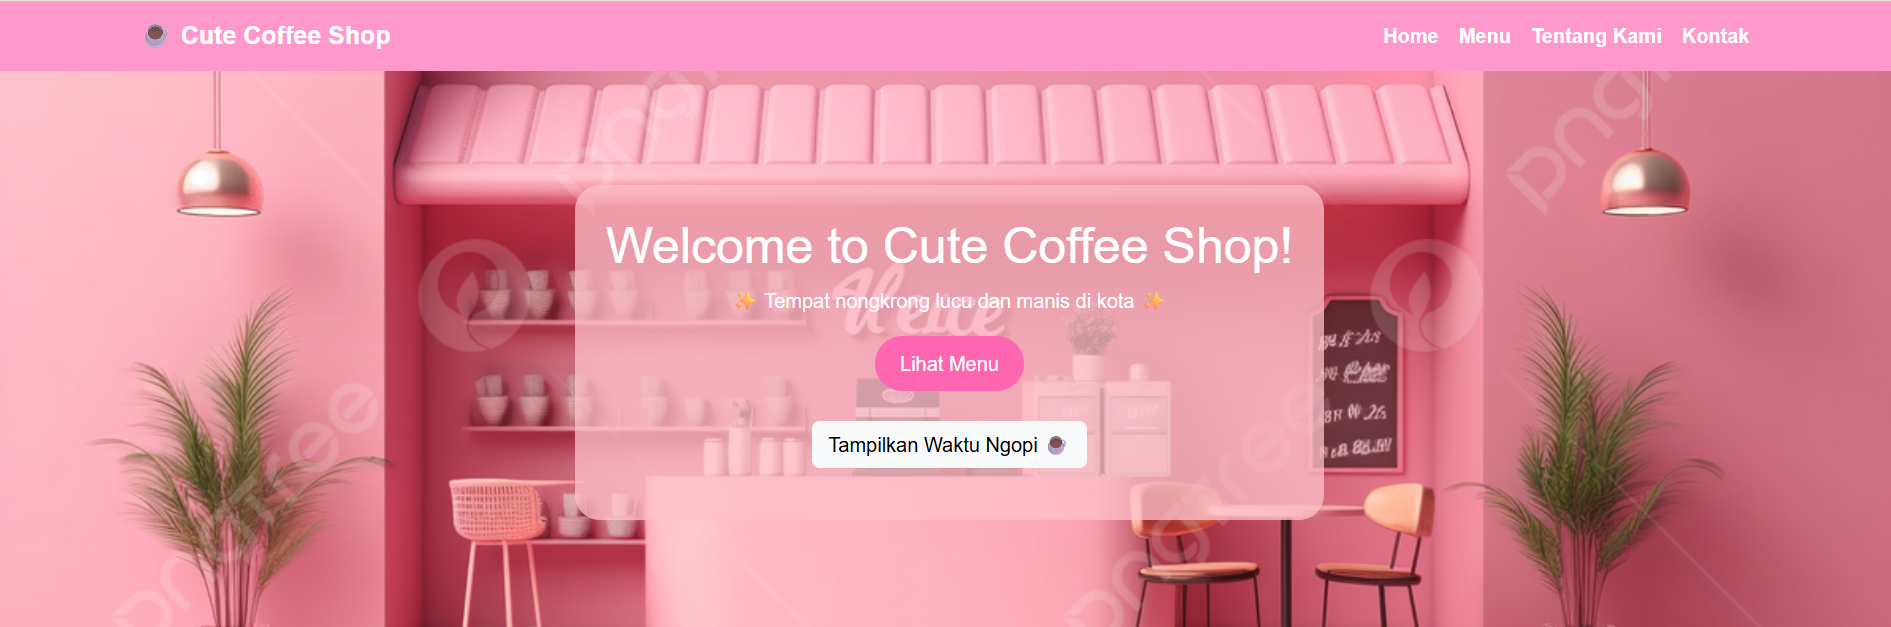 ☕ Cute Coffee Shop
Home Menu Tentang Kami Kontak
Welcome to Cute Coffee Shop!
✨ Tempat nongkrong lucu dan manis di kota ✨
Lihat Menu
Tampilkan Waktu Ngopi ☕
pngtree
pngtree
pngtree
pngtree